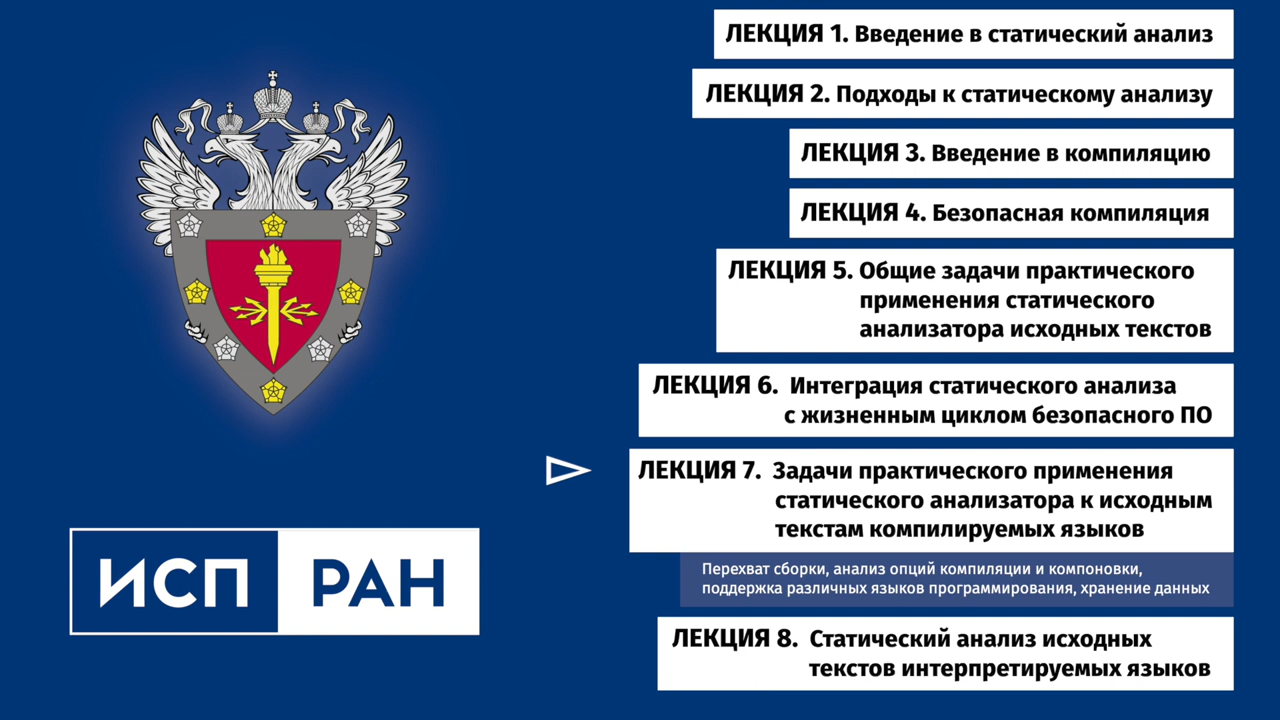 ЛЕКЦИЯ 1. Введение в статический анализ
ЛЕКЦИЯ 2. Подходы к статическому анализу
ЛЕКЦИЯ 3. Введение в компиляцию
ЛЕКЦИЯ 4. Безопасная компиляция
ЛЕКЦИЯ 5. Общие задачи практического
применения статического
анализатора исходных текстов
ЛЕКЦИЯ 6. Интеграция статического анализа
с жизненным циклом безопасного ПО
ЛЕКЦИЯ 7. Задачи практического применения
статического анализатора к исходным
текстам компилируемых языков
Перехват сборки, анализ опций компиляции и компоновки,
поддержка различных языков программирования, хранение данных
ЛЕКЦИЯ 8. Статический анализ исходных
текстов интерпретируемых языков
ИСП РАН